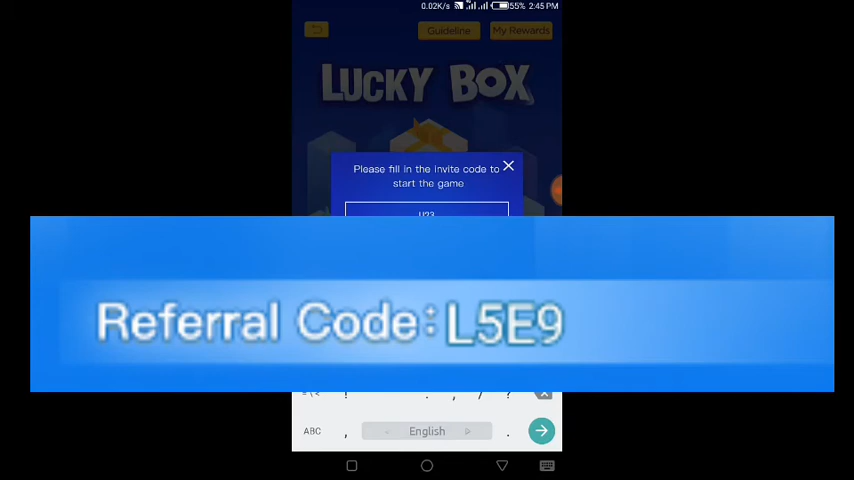 0.02K/s 55% 2:45 PM
Guideline My Rewards
LUCKY BOX
Please fill in the invite code to
start the game
Referral Code:L5E9
! . , / ?
ABC , English .